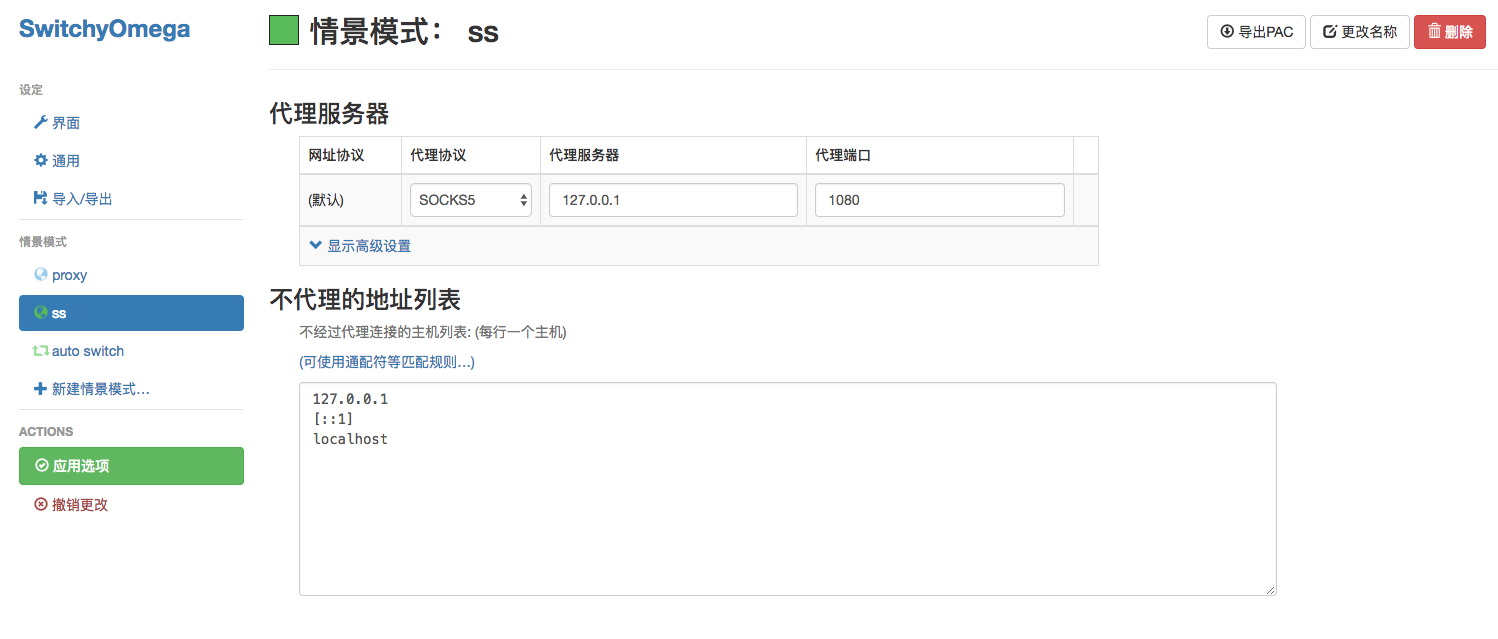 SwitchyOmega
设定
界面
通用
导入/导出
情景模式
proxy
ss
auto switch
新建情景模式…
ACTIONS
应用选项
撤销更改
情景模式： ss
导出PAC 更改名称 删除
代理服务器
网址协议 代理协议 代理服务器 代理端口
(默认) SOCKS5 127.0.0.1 1080
显示高级设置
不代理的地址列表
不经过代理连接的主机列表: (每行一个主机)
(可使用通配符等匹配规则…)
127.0.0.1
[::1]
localhost